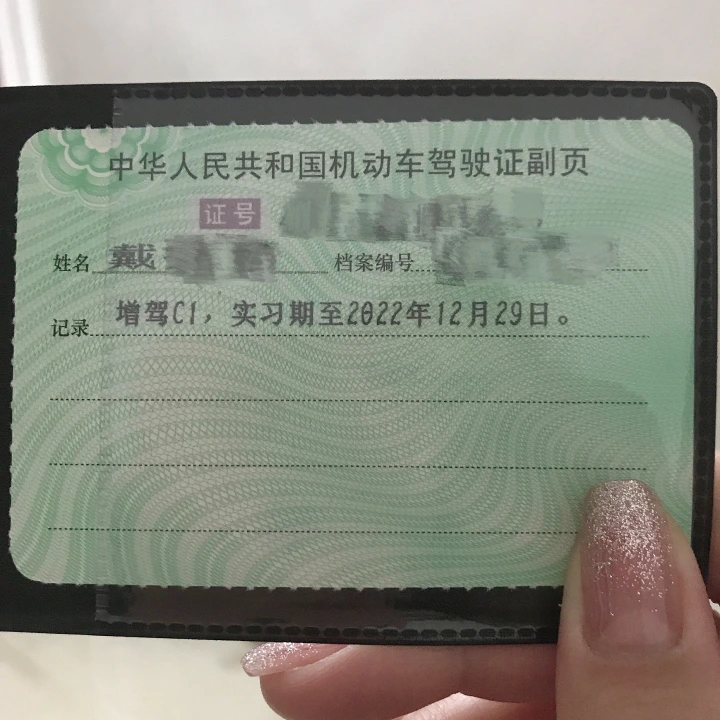 中华人民共和国机动车驾驶证副页
证号
姓名 戴 档案编号
记录 增驾C1，实习期至2022年12月29日。